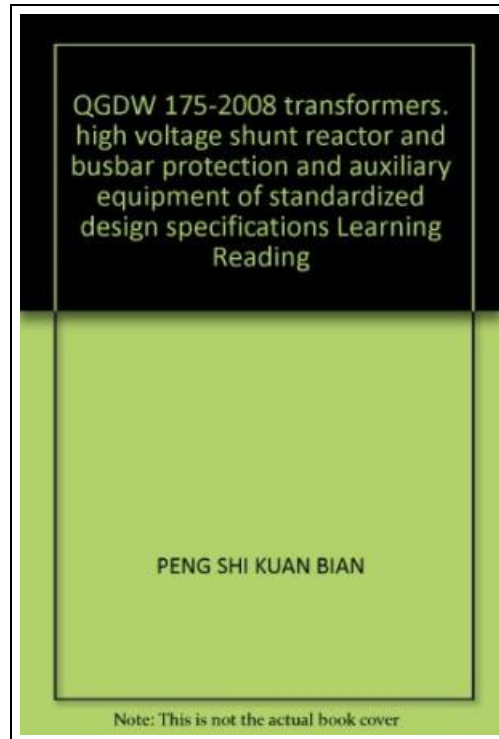 QGDW 175-2008 transformers.
high voltage shunt reactor and
busbar protection and auxiliary
equipment of standardized
design specifications Learning
Reading
PENG SHI KUAN BIAN
Note: This is not the actual book cover